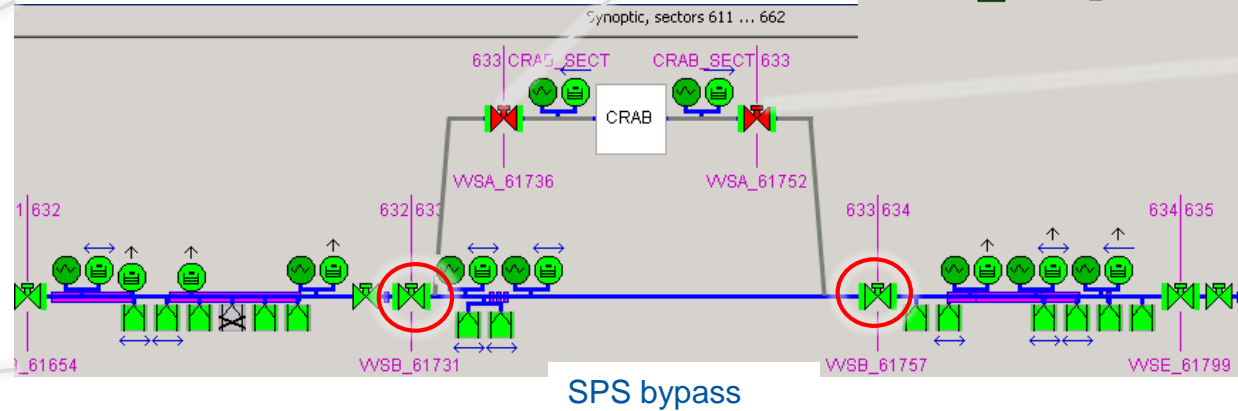 Synoptic, sectors 611 ... 662
633 CRAB_SECT CRAB_SECT 633
CRAB
VVSA_61736 VVSA_61752
1 632 632 633 633 634 634 635
_61654 VVSB_61731 VVSB_61757 VVSE_61799
SPS bypass